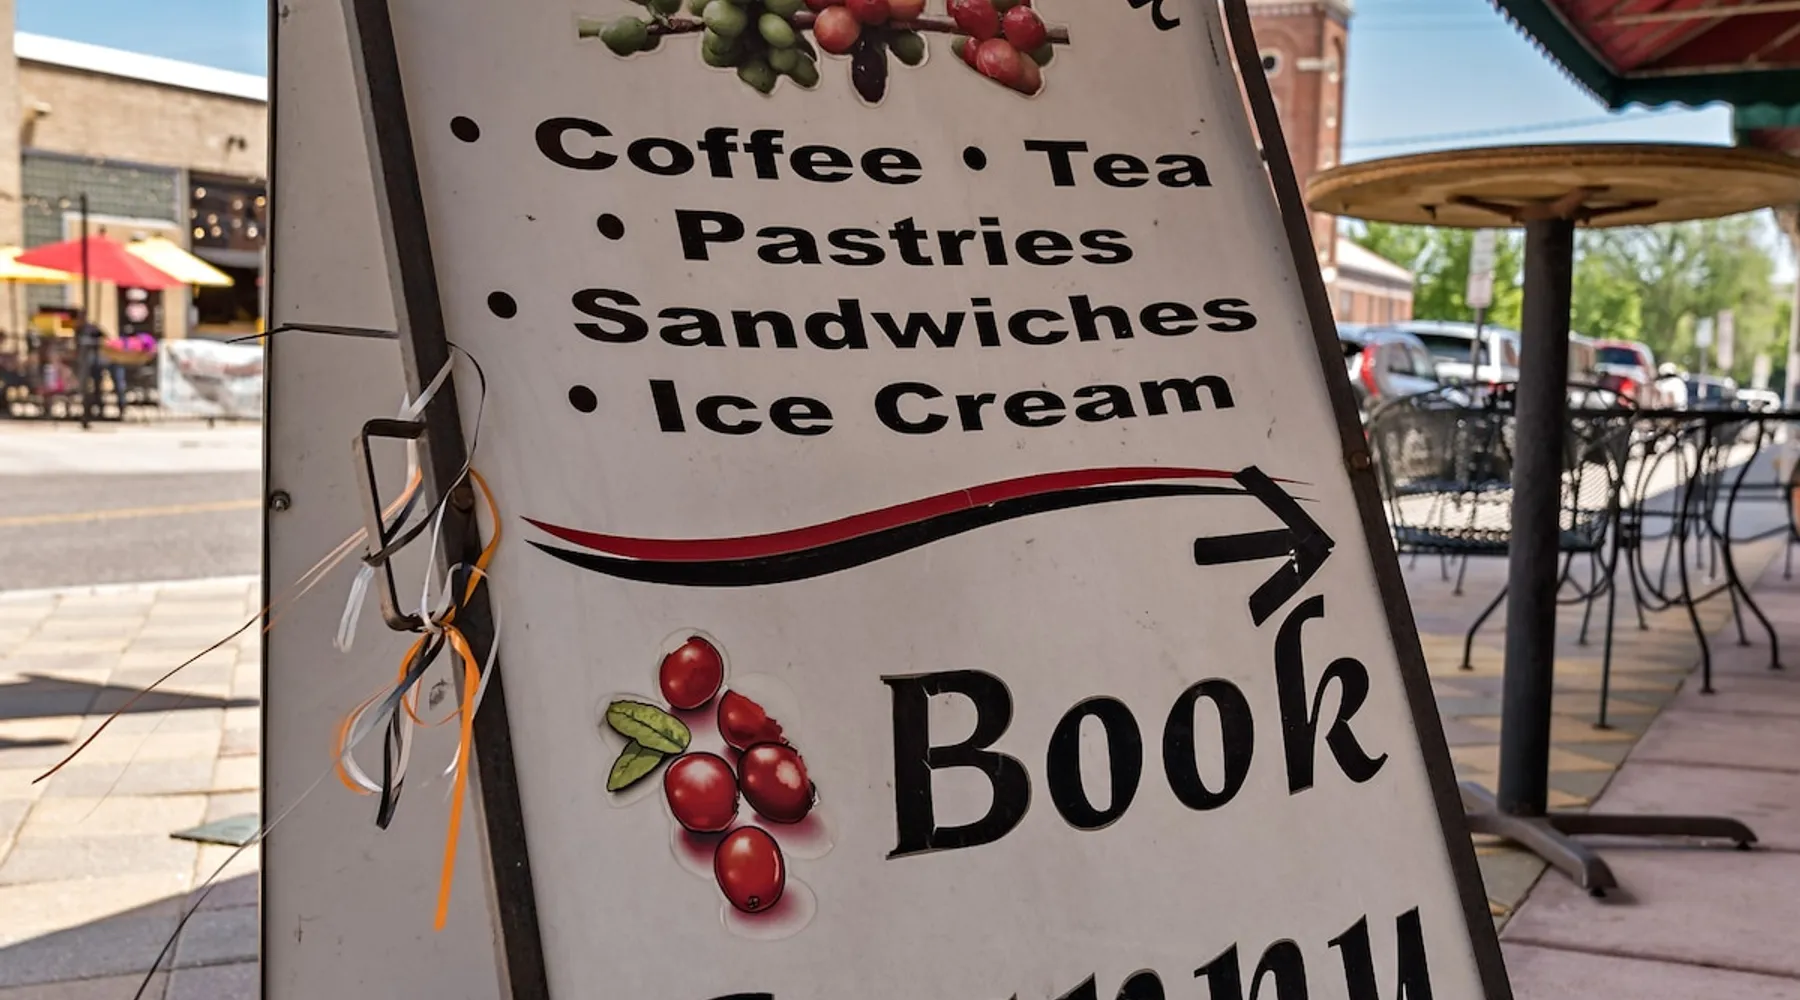 • Coffee • Tea
• Pastries
• Sandwiches
• Ice Cream
Book